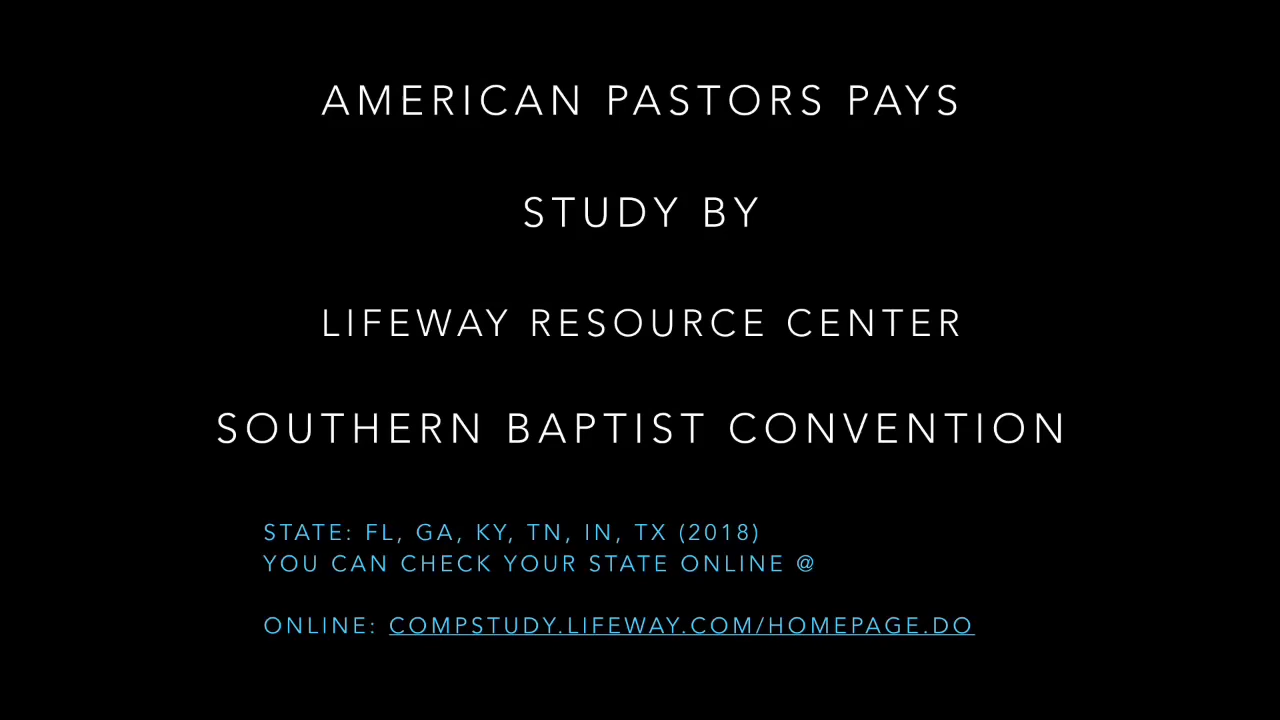 AMERICAN PASTORS PAYS
STUDY BY
LIFEWAY RESOURCE CENTER
SOUTHERN BAPTIST CONVENTION
STATE: FL, GA, KY, TN, IN, TX (2018)
YOU CAN CHECK YOUR STATE ONLINE @
ONLINE: COMPSTUDY.LIFEWAY.COM/HOMEPAGE.DO